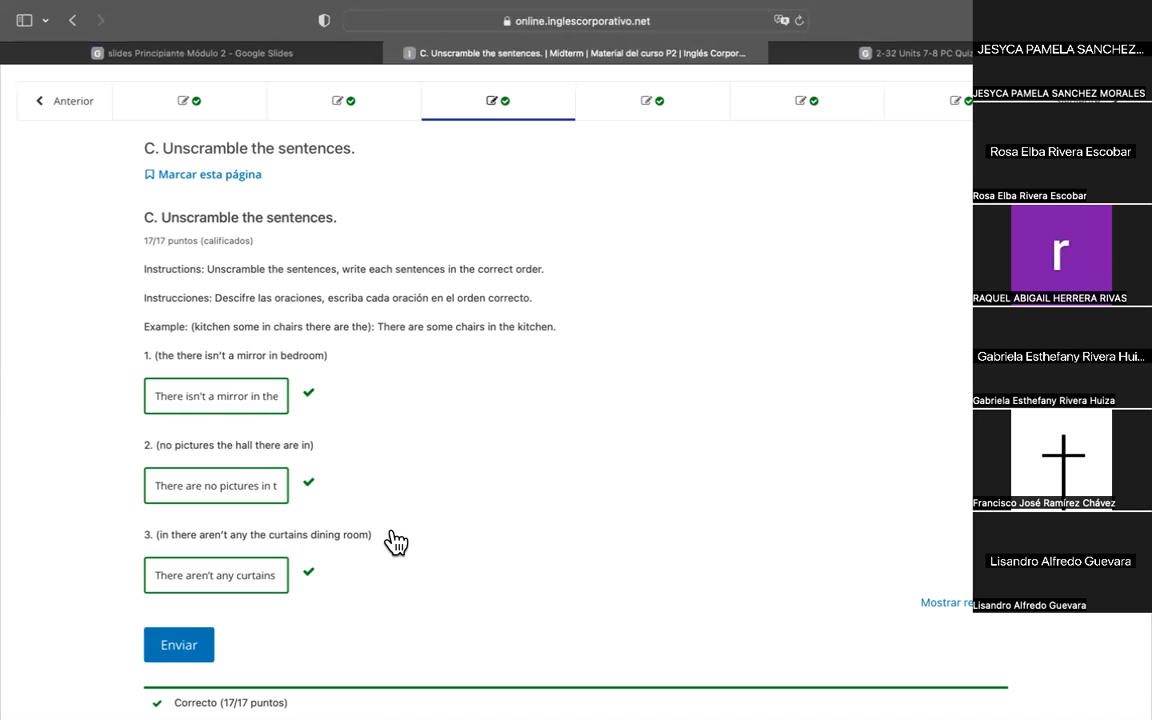 online.inglescorporativo.net
slides Principiante Módulo 2 - Google Slides
C. Unscramble the sentences. | Midterm | Material del curso P2 | Inglés Corpor...
2-32 Units 7-8 PC Quiz
Anterior
C. Unscramble the sentences.
Marcar esta página
C. Unscramble the sentences.
17/17 puntos (calificados)
Instructions: Unscramble the sentences, write each sentences in the correct order.
Instrucciones: Descifre las oraciones, escriba cada oración en el orden correcto.
Example: (kitchen some in chairs there are the): There are some chairs in the kitchen.
1. (the there isn't a mirror in bedroom)
There isn't a mirror in the
2. (no pictures the hall there are in)
There are no pictures in t
3. (in there aren't any the curtains dining room)
There aren't any curtains
Mostrar re
Enviar
Correcto (17/17 puntos)
JESYCA PAMELA SANCHEZ...
JESYCA PAMELA SANCHEZ MORALES
Rosa Elba Rivera Escobar
Rosa Elba Rivera Escobar
r
RAQUEL ABIGAIL HERRERA RIVAS
Gabriela Esthefany Rivera Hui...
Gabriela Esthefany Rivera Huiza
Francisco José Ramírez Chávez
Lisandro Alfredo Guevara
Lisandro Alfredo Guevara